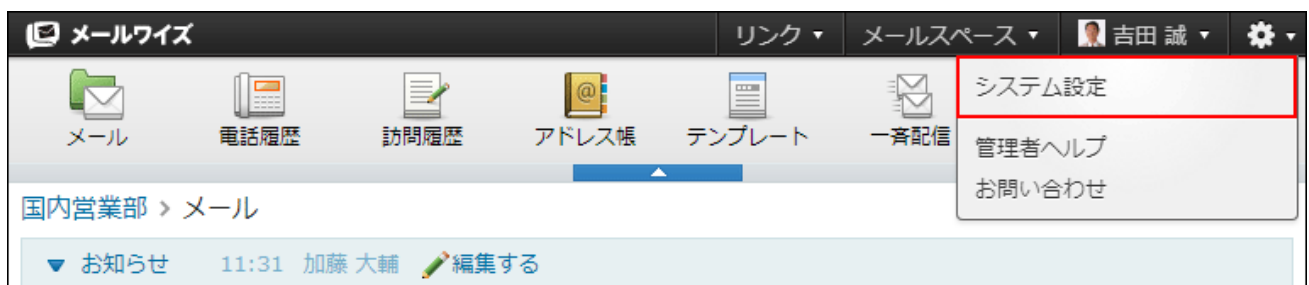 メールワイズ リンク ▼ メールスペース ▼ 吉田 誠 ▼
メール 電話履歴 訪問履歴 アドレス帳 テンプレート 一斉配信
システム設定
管理者ヘルプ
お問い合わせ
国内営業部 > メール
▼ お知らせ 11:31 加藤 大輔 編集する